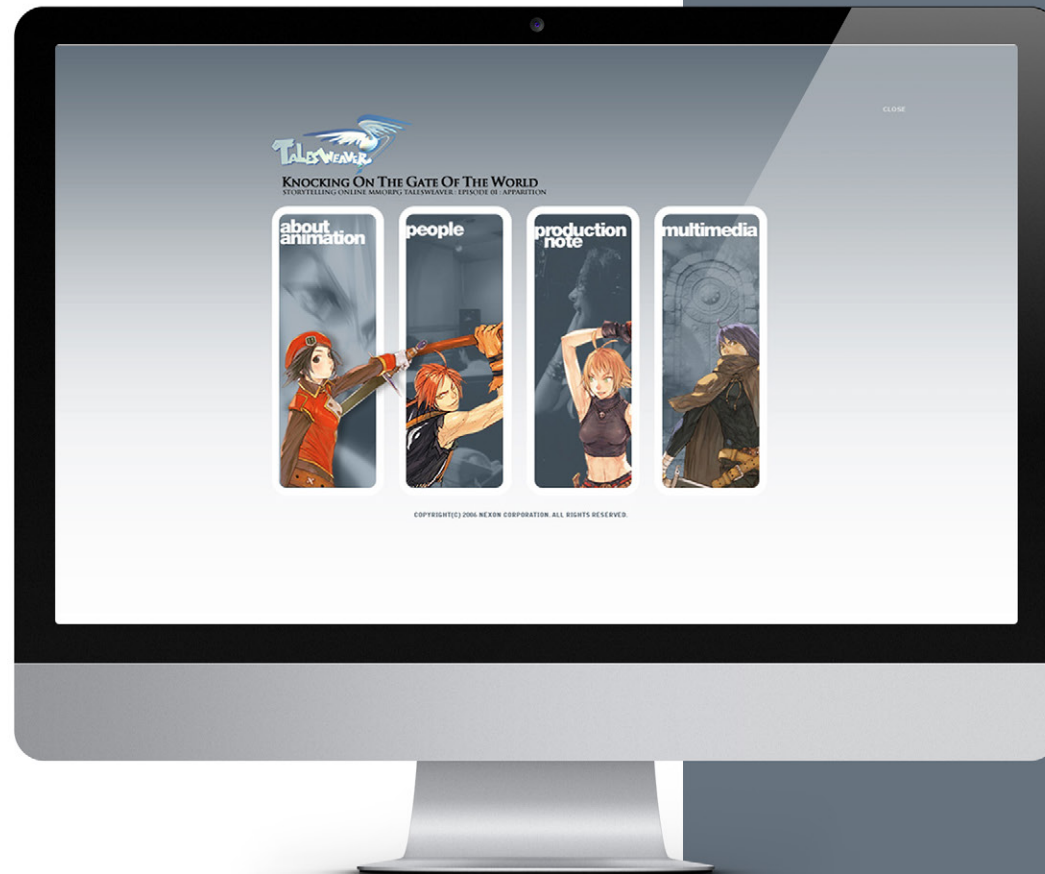 CLOSE
TALESWEAVER
KNOCKING ON THE GATE OF THE WORLD
STORYTELLING ONLINE MMORPG TALESWEAVER : EPISODE 01 : APPARITION
about
animation
people
production
note
multimedia
COPYRIGHT(C) 2006 NEXON CORPORATION. ALL RIGHTS RESERVED.